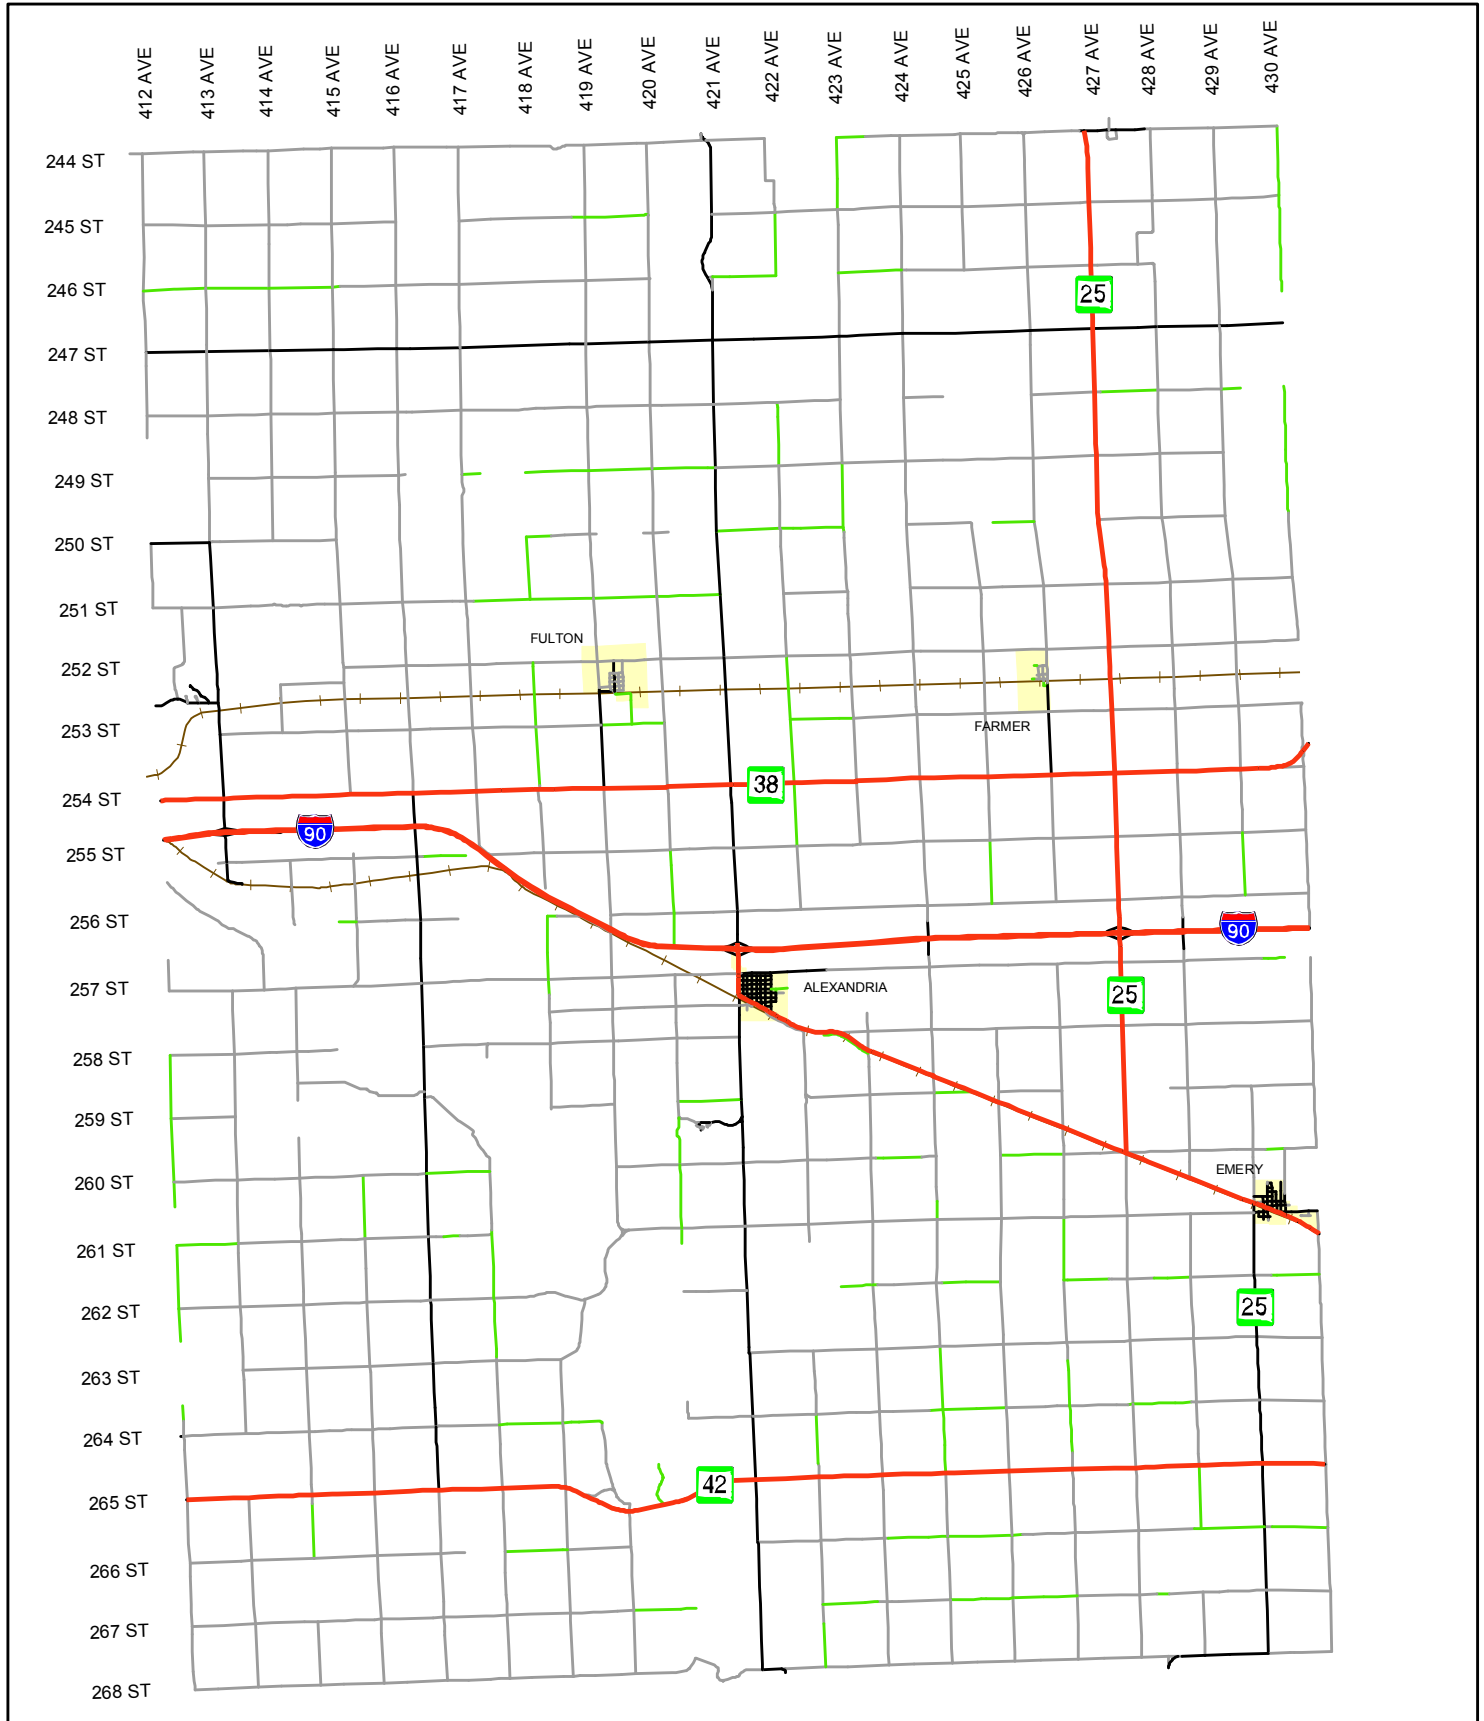 412 AVE
413 AVE
414 AVE
415 AVE
416 AVE
417 AVE
418 AVE
419 AVE
420 AVE
421 AVE
422 AVE
423 AVE
424 AVE
425 AVE
426 AVE
427 AVE
428 AVE
429 AVE
430 AVE
244 ST
245 ST
246 ST
25
247 ST
248 ST
249 ST
250 ST
251 ST
FULTON
252 ST
253 ST
FARMER
38
254 ST
90
255 ST
256 ST
90
257 ST
ALEXANDRIA
25
258 ST
259 ST
EMERY
260 ST
261 ST
25
262 ST
263 ST
264 ST
42
265 ST
266 ST
267 ST
268 ST